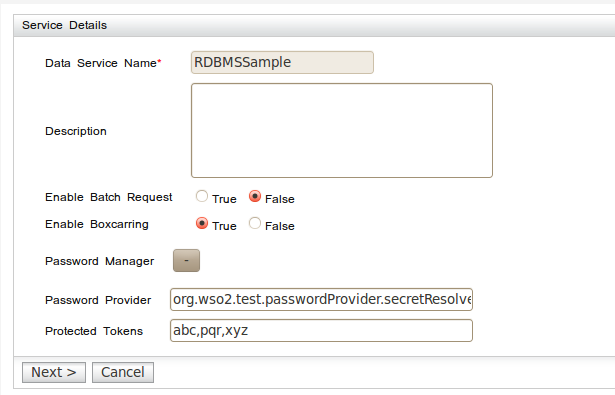 Service Details
Data Service Name* RDBMSSample
Description
Enable Batch Request True False
Enable Boxcarring True False
Password Manager -
Password Provider org.wso2.test.passwordProvider.secretResolve
Protected Tokens abc,pqr,xyz
Next > Cancel